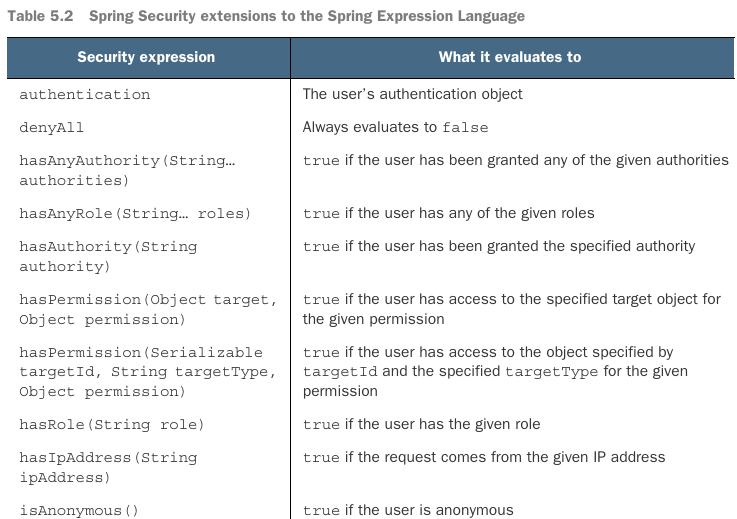 Table 5.2 Spring Security extensions to the Spring Expression Language
Security expression What it evaluates to
authentication The user's authentication object
denyAll Always evaluates to false
hasAnyAuthority(String… true if the user has been granted any of the given authorities
authorities)
hasAnyRole(String… roles) true if the user has any of the given roles
hasAuthority(String true if the user has been granted the specified authority
authority)
hasPermission(Object target, true if the user has access to the specified target object for
Object permission) the given permission
hasPermission(Serializable true if the user has access to the object specified by
targetId, String targetType, targetId and the specified targetType for the given
Object permission) permission
hasRole(String role) true if the user has the given role
hasIpAddress(String true if the request comes from the given IP address
ipAddress)
isAnonymous() true if the user is anonymous